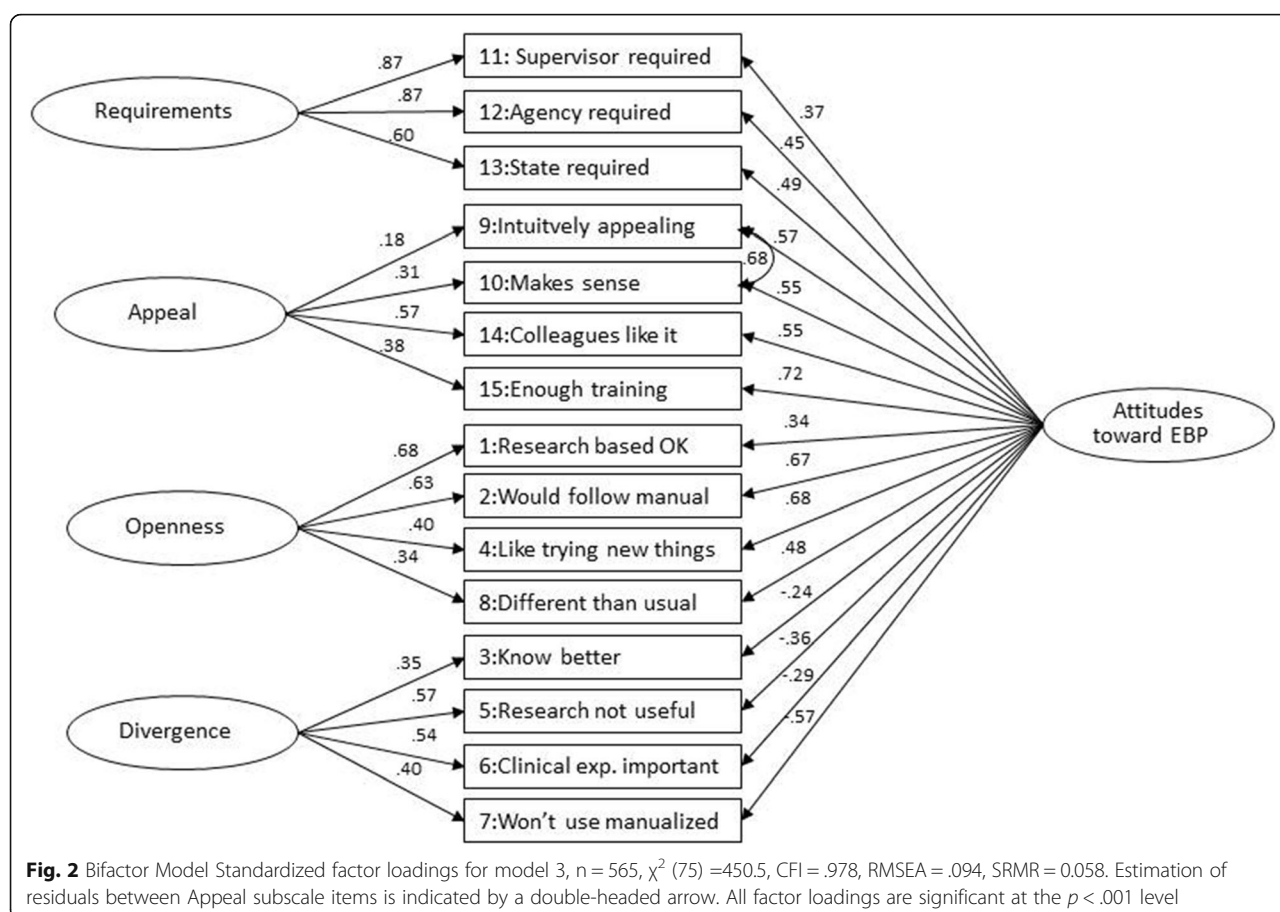 Requirements
.87
.87
.60
11: Supervisor required
12:Agency required
13:State required
.37
.45
.49
Appeal
.18
.31
.57
.38
9:Intuitvely appealing
10:Makes sense
14:Colleagues like it
15:Enough training
.68
.57
.55
.55
.72
Openness
.68
.63
.40
.34
1:Research based OK
2:Would follow manual
4:Like trying new things
8:Different than usual
.34
.67
.68
.48
Divergence
.35
.57
.54
.40
3:Know better
5:Research not useful
6:Clinical exp. important
7:Won't use manualized
-.24
-.36
-.29
-.57
Attitudes
toward EBP
Fig. 2 Bifactor Model Standardized factor loadings for model 3, n = 565, χ² (75) =450.5, CFI = .978, RMSEA = .094, SRMR = 0.058. Estimation of
residuals between Appeal subscale items is indicated by a double-headed arrow. All factor loadings are significant at the p < .001 level